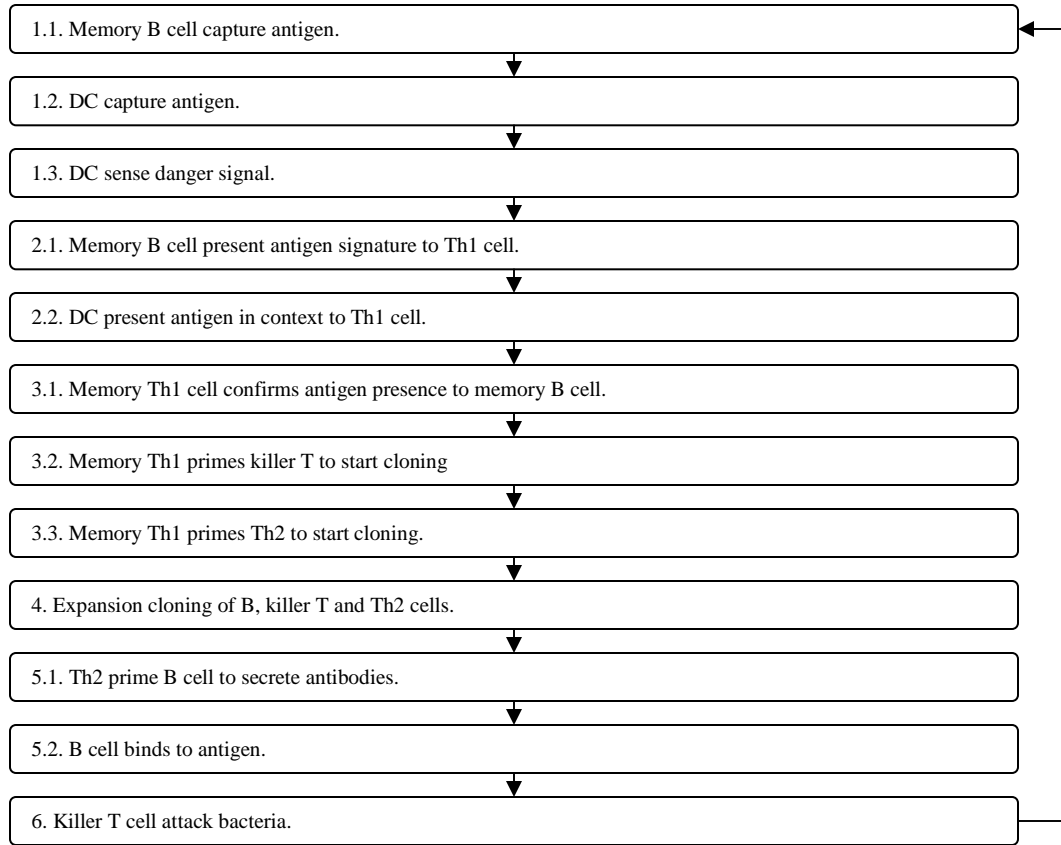 1.1. Memory B cell capture antigen.
1.2. DC capture antigen.
1.3. DC sense danger signal.
2.1. Memory B cell present antigen signature to Th1 cell.
2.2. DC present antigen in context to Th1 cell.
3.1. Memory Th1 cell confirms antigen presence to memory B cell.
3.2. Memory Th1 primes killer T to start cloning
3.3. Memory Th1 primes Th2 to start cloning.
4. Expansion cloning of B, killer T and Th2 cells.
5.1. Th2 prime B cell to secrete antibodies.
5.2. B cell binds to antigen.
6. Killer T cell attack bacteria.